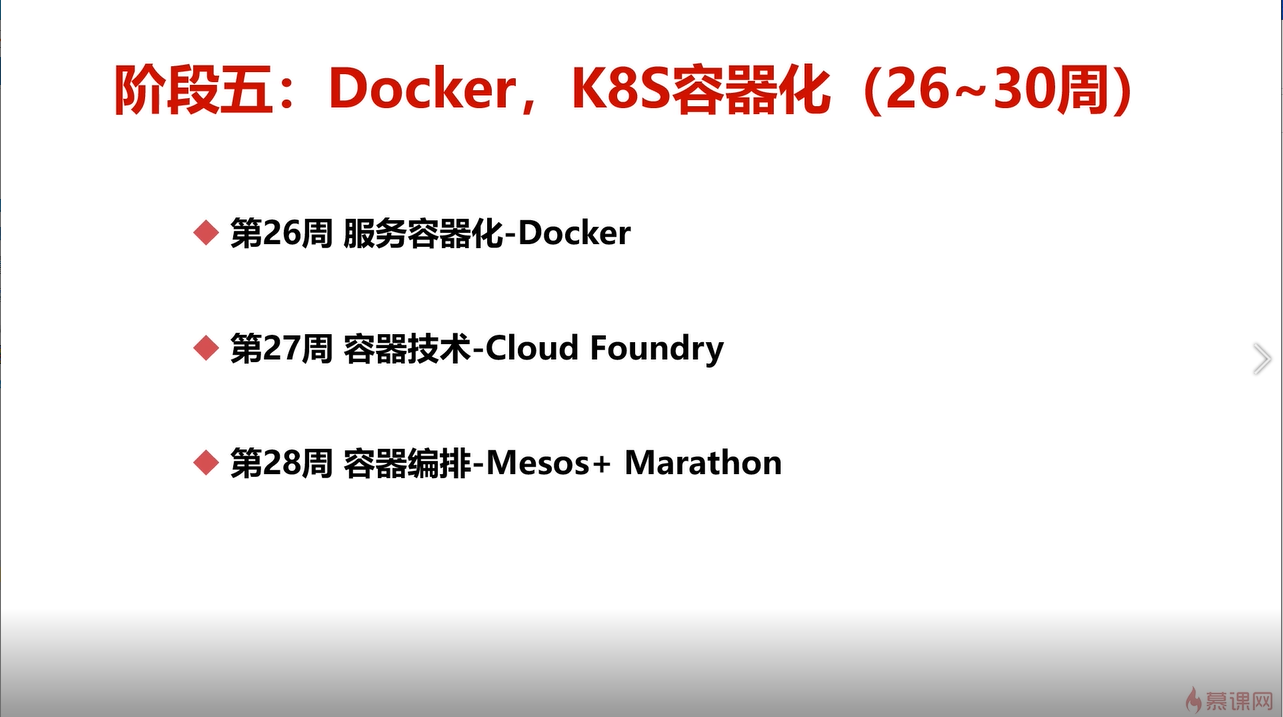 阶段五：Docker，K8S容器化（26~30周）
第26周 服务容器化-Docker
第27周 容器技术-Cloud Foundry
第28周 容器编排-Mesos+ Marathon
慕课网